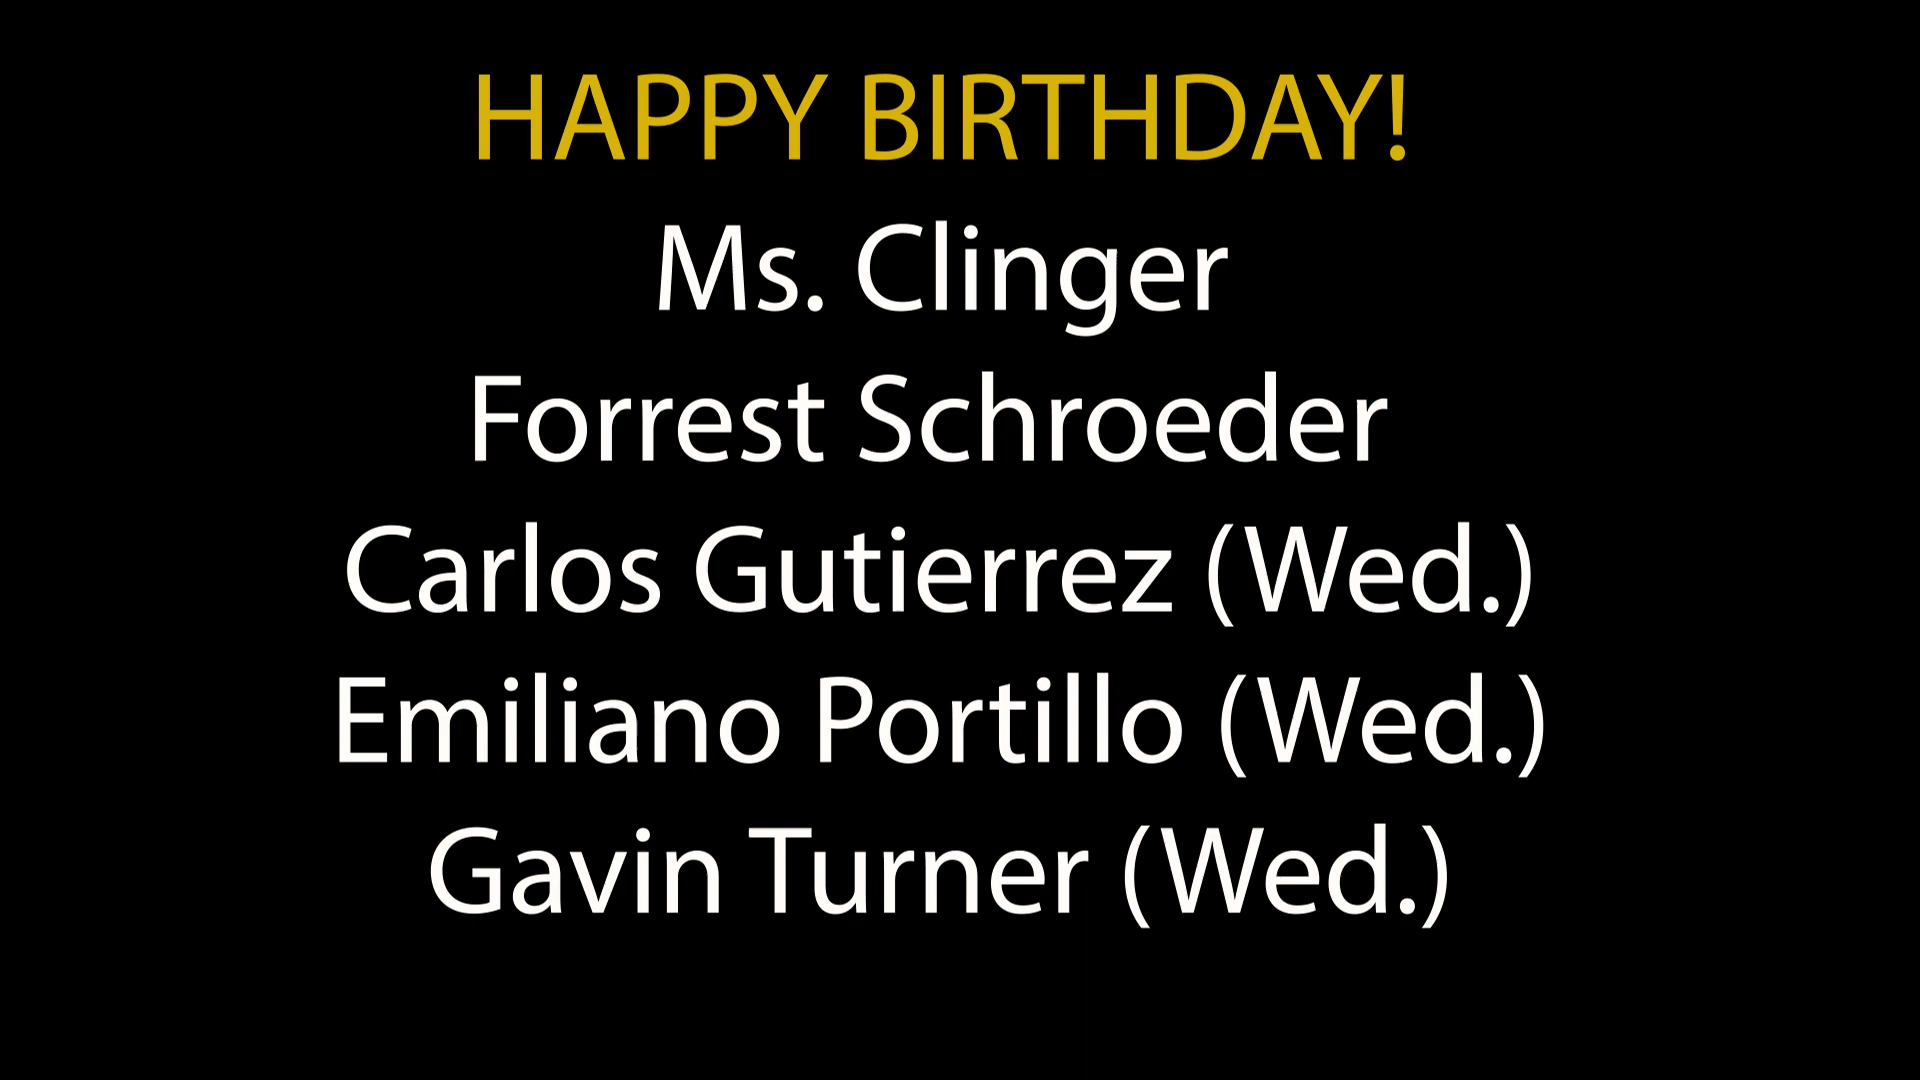 HAPPY BIRTHDAY!
Ms. Clinger
Forrest Schroeder
Carlos Gutierrez (Wed.)
Emiliano Portillo (Wed.)
Gavin Turner (Wed.)